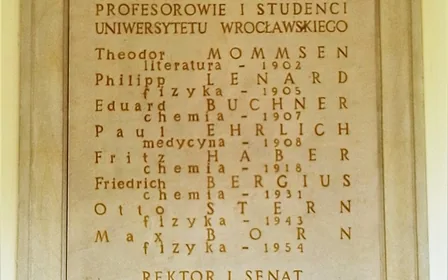 PROFESOROWIE I STUDENCI
UNIWERSYTETU WROCŁAWSKIEGO
Theodor MOMMSEN
literatura - 1902
Philipp LENARD
fizyka - 1905
Eduard BUCHNER
chemia - 1907
Paul EHRLICH
medycyna - 1908
Fritz HABER
chemia - 1918
Friedrich BERGIUS
chemia - 1931
Otto STERN
fizyka - 1943
Max BORN
fizyka - 1954
REKTOR I SENAT